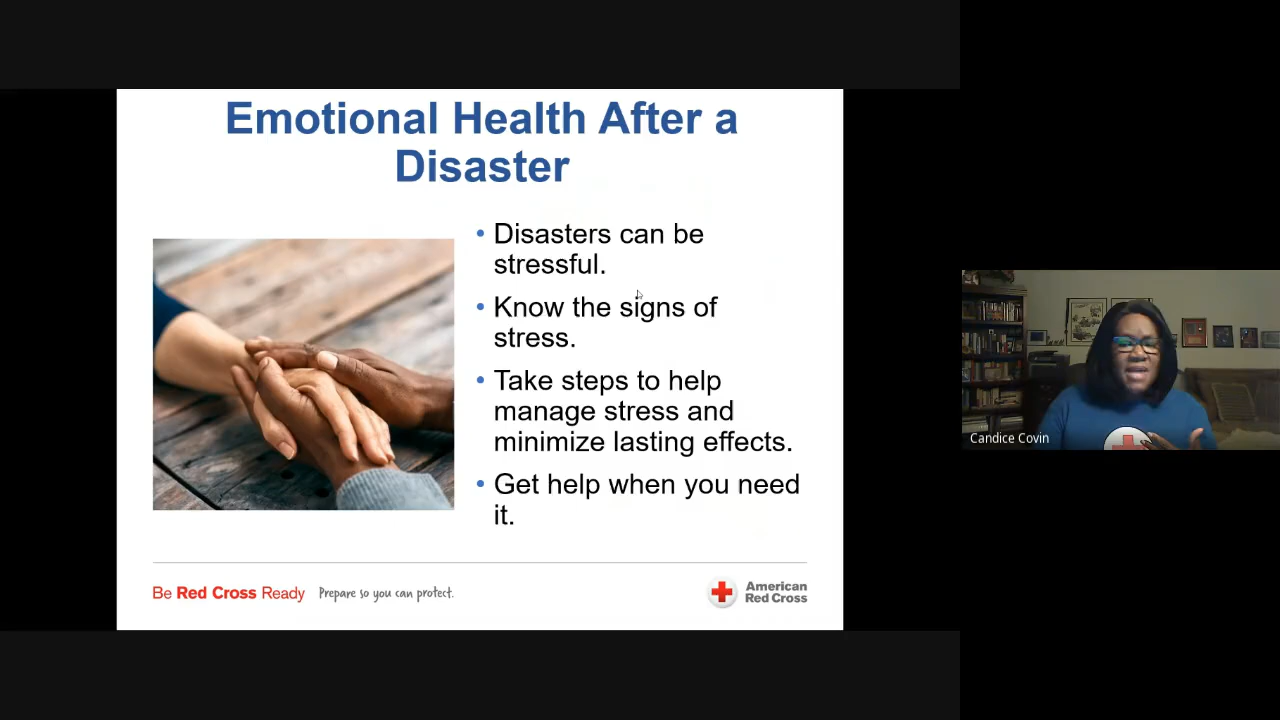 Emotional Health After a
Disaster
• Disasters can be
stressful.
• Know the signs of
stress.
• Take steps to help
manage stress and
minimize lasting effects.
• Get help when you need
it.
Be Red Cross Ready Prepare so you can protect.
American
Red Cross
Candice Covin